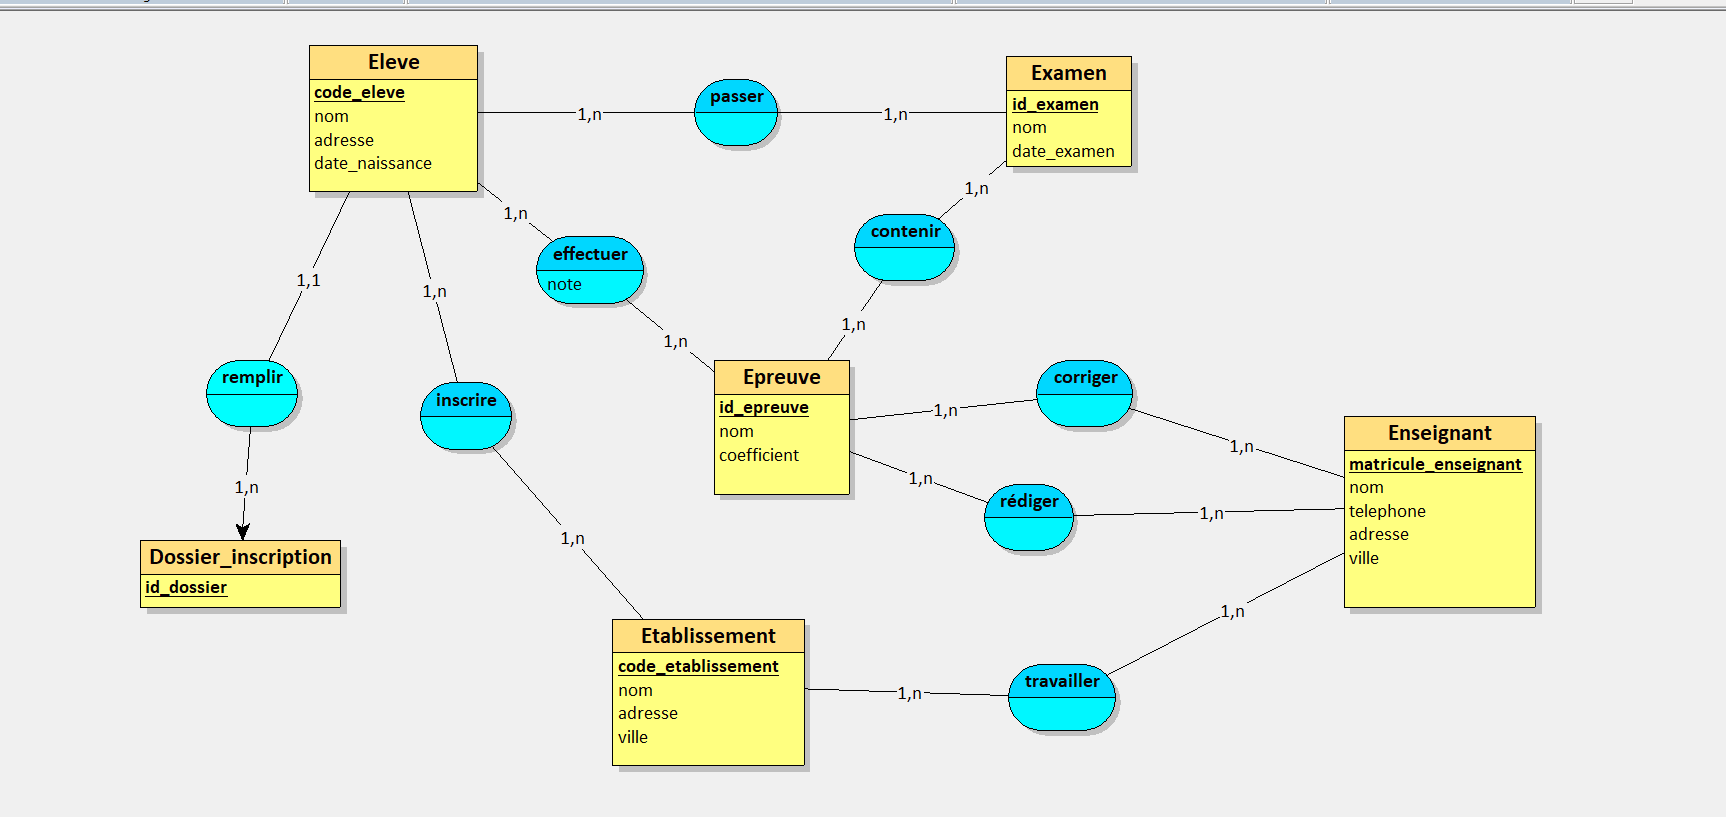 Eleve
code_eleve
nom
adresse
date_naissance
1,n
passer
1,n
Examen
id_examen
nom
date_examen
1,n
effectuer
note
1,n
1,n
contenir
1,n
1,1
remplir
1,n
Dossier_inscription
id_dossier
1,n
inscrire
1,n
Epreuve
id_epreuve
nom
coefficient
1,n
corriger
1,n
1,n
rédiger
1,n
Enseignant
matricule_enseignant
nom
telephone
adresse
ville
1,n
Etablissement
code_etablissement
nom
adresse
ville
1,n
travailler